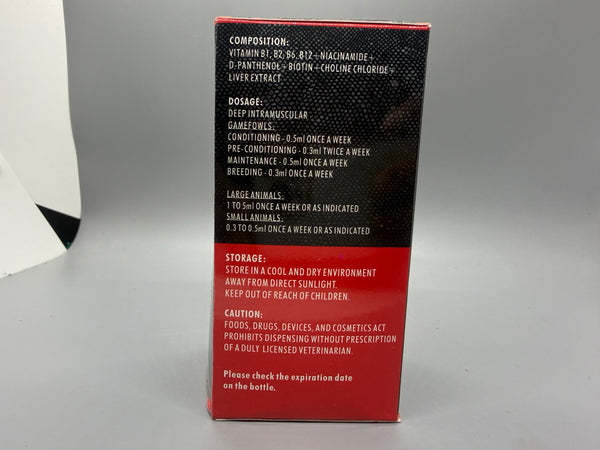 COMPOSITION:
VITAMIN B1, B2, B6, B12 + NIACINAMIDE +
D-PANTHENOL + BIOTIN + CHOLINE CHLORIDE +
LIVER EXTRACT
DOSAGE:
DEEP INTRAMUSCULAR
GAMEFOWLS:
CONDITIONING - 0.5ml ONCE A WEEK
PRE-CONDITIONING - 0.3ml TWICE A WEEK
MAINTENANCE - 0.5ml ONCE A WEEK
BREEDING - 0.3ml ONCE A WEEK
LARGE ANIMALS:
1 TO 5ml ONCE A WEEK OR AS INDICATED
SMALL ANIMALS:
0.3 TO 0.5ml ONCE A WEEK OR AS INDICATED
STORAGE:
STORE IN A COOL AND DRY ENVIRONMENT
AWAY FROM DIRECT SUNLIGHT.
KEEP OUT OF REACH OF CHILDREN.
CAUTION:
FOODS, DRUGS, DEVICES, AND COSMETICS ACT
PROHIBITS DISPENSING WITHOUT PRESCRIPTION
OF A DULY LICENSED VETERINARIAN.
Please check the expiration date
on the bottle.